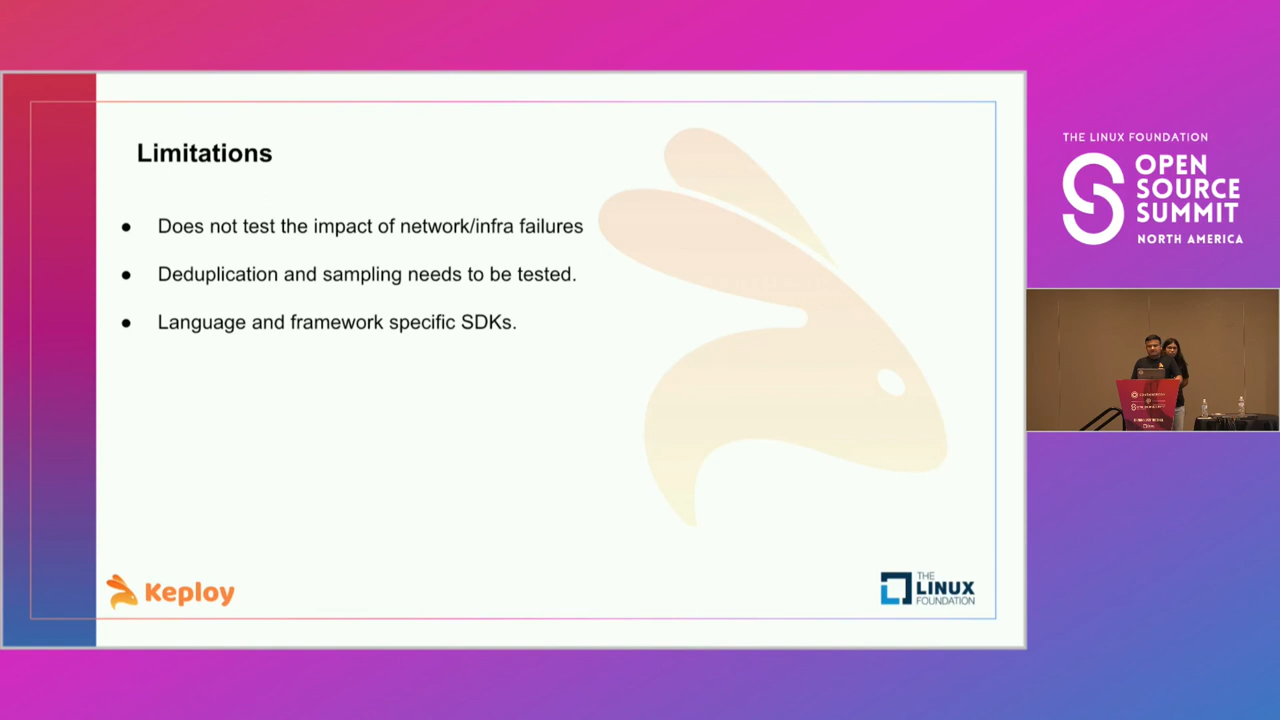 Limitations
● Does not test the impact of network/infra failures
● Deduplication and sampling needs to be tested.
● Language and framework specific SDKs.
Keploy
THE
LINUX
FOUNDATION
THE LINUX FOUNDATION
OPEN
SOURCE
SUMMIT
NORTH AMERICA